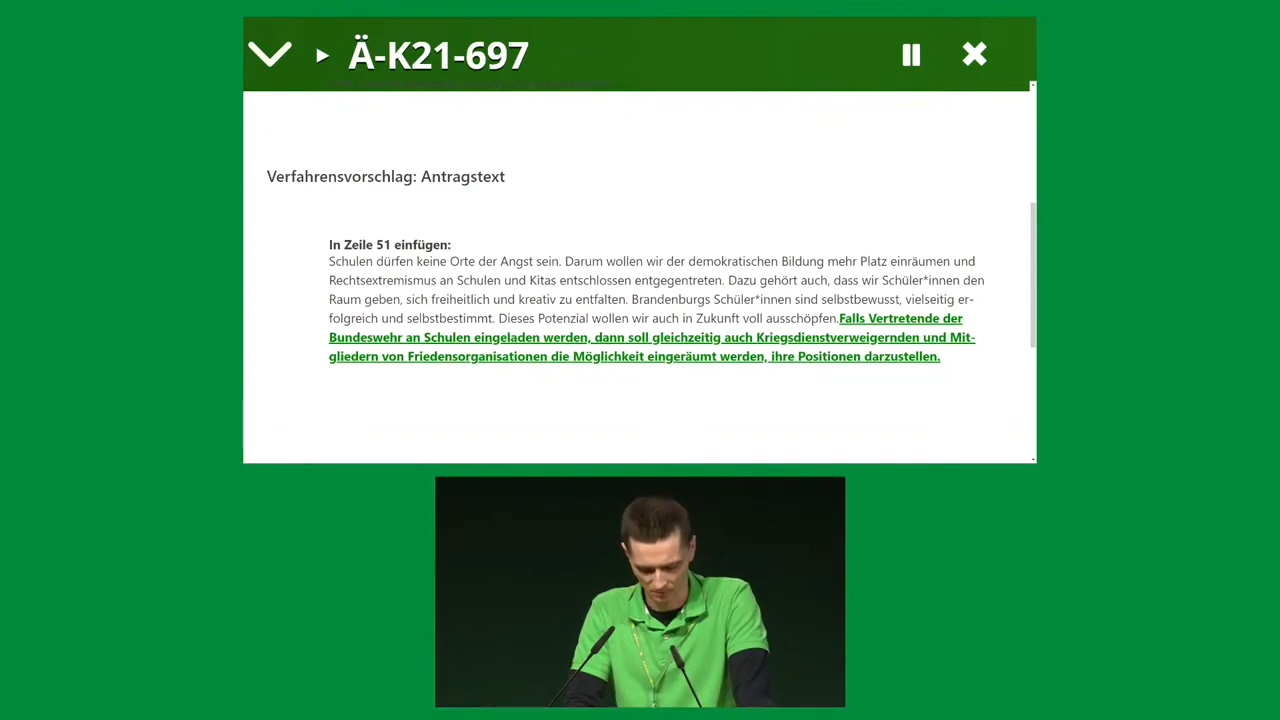 Ä-K21-697
Verfahrensvorschlag: Antragstext
In Zeile 51 einfügen:
Schulen dürfen keine Orte der Angst sein. Darum wollen wir der demokratischen Bildung mehr Platz einräumen und
Rechtsextremismus an Schulen und Kitas entschlossen entgegentreten. Dazu gehört auch, dass wir Schüler*innen den
Raum geben, sich freiheitlich und kreativ zu entfalten. Brandenburgs Schüler*innen sind selbstbewusst, vielseitig er-
folgreich und selbstbestimmt. Dieses Potenzial wollen wir auch in Zukunft voll ausschöpfen.Falls Vertretende der
Bundeswehr an Schulen eingeladen werden, dann soll gleichzeitig auch Kriegsdienstverweigernden und Mit-
gliedern von Friedensorganisationen die Möglichkeit eingeräumt werden, ihre Positionen darzustellen.